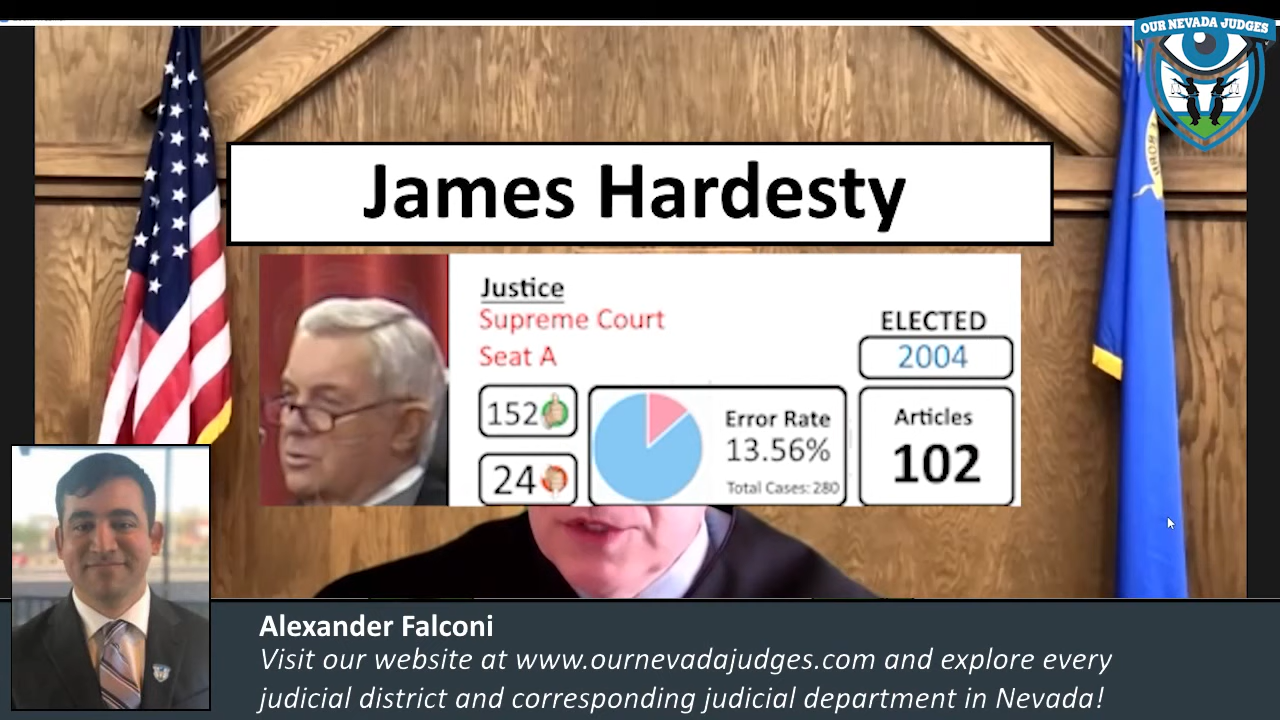 OUR NEVADA JUDGES
James Hardesty
Justice
Supreme Court
Seat A
ELECTED
2004
152
24
Error Rate
13.56%
Total Cases: 280
Articles
102
Alexander Falconi
Visit our website at www.ournevadajudges.com and explore every
judicial district and corresponding judicial department in Nevada!